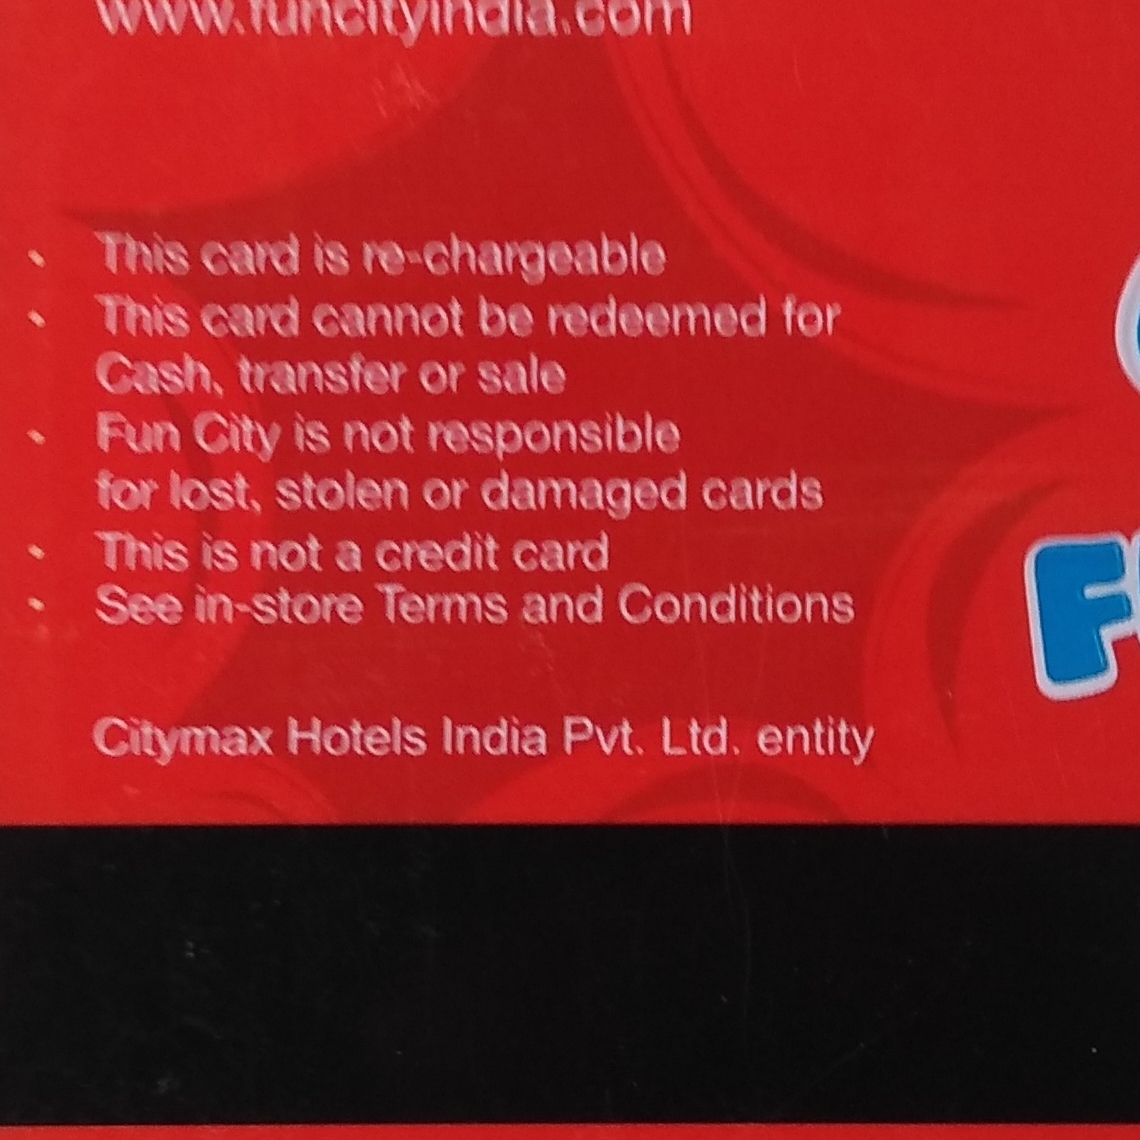 www.funcityindia.com
• This card is re-chargeable
• This card cannot be redeemed for
Cash, transfer or sale
• Fun City is not responsible
for lost, stolen or damaged cards
• This is not a credit card
• See in-store Terms and Conditions
Citymax Hotels India Pvt. Ltd. entity